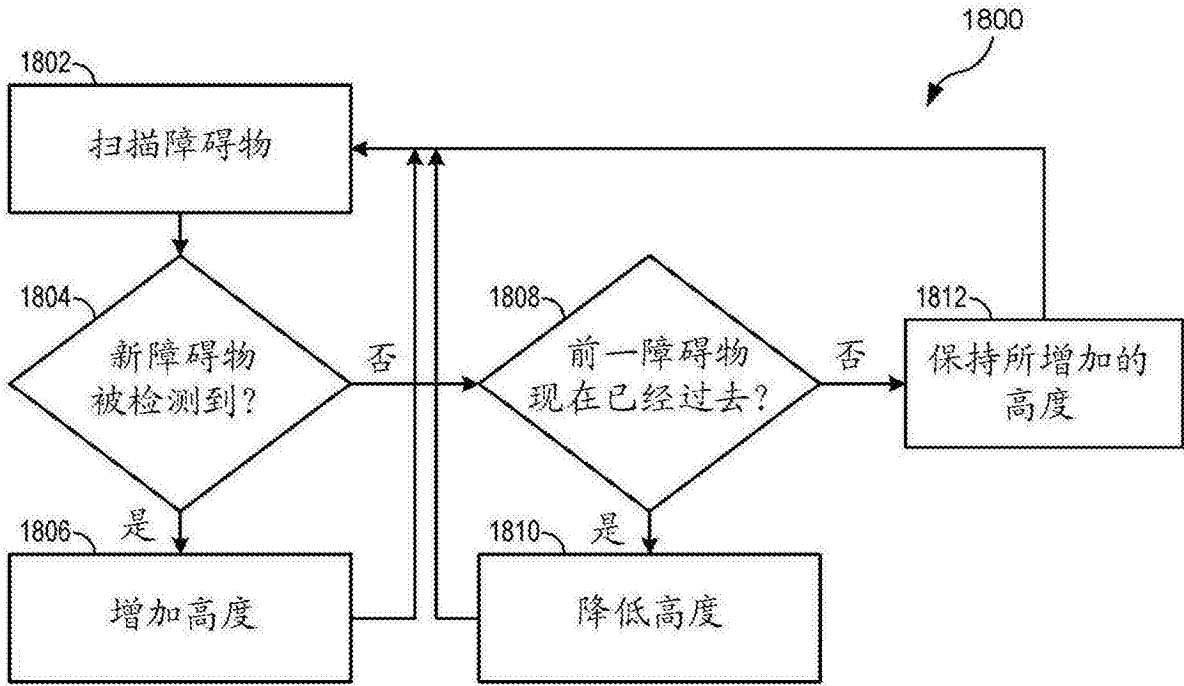 1800
1802
扫描障碍物
1804
新障碍物
被检测到?
否
是
1806
增加高度
1808
前一障碍物
现在已经过去?
否
是
1810
降低高度
1812
保持所增加的
高度